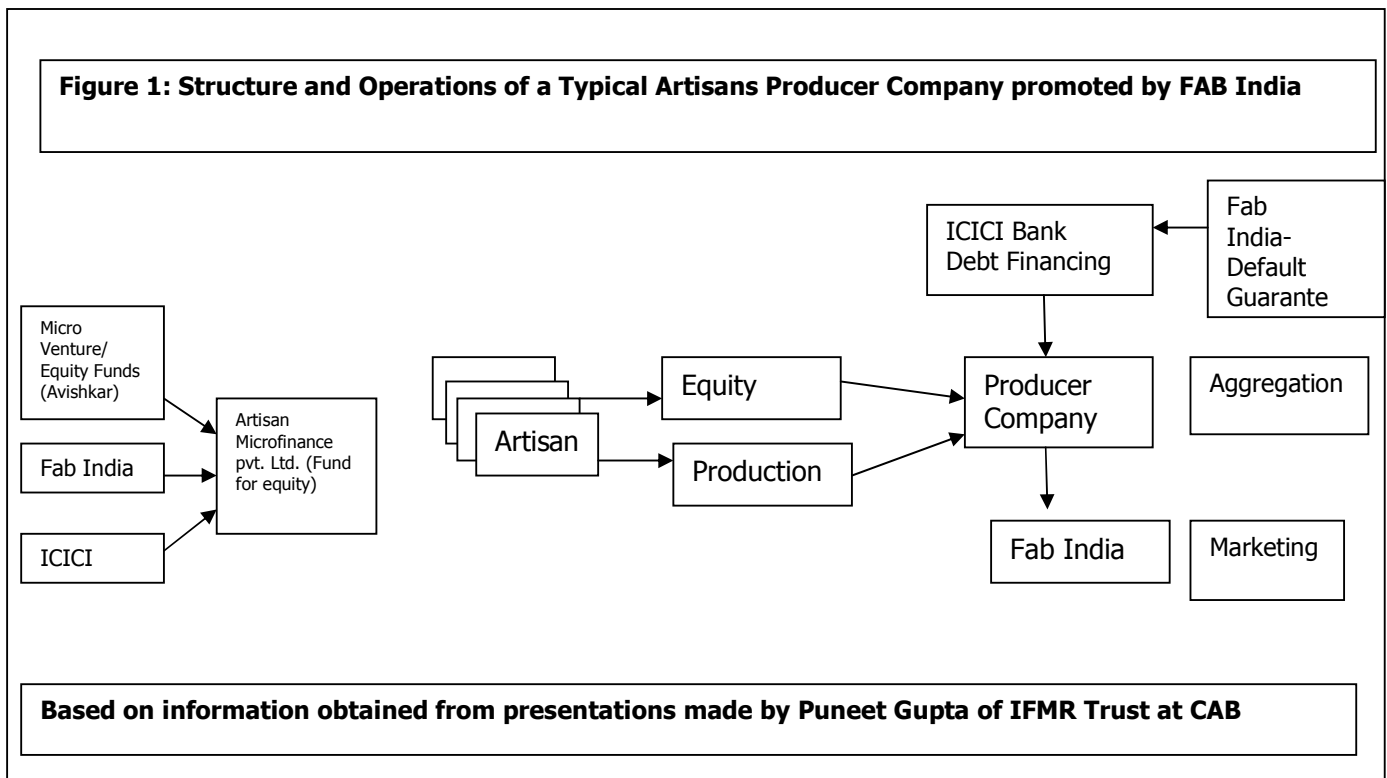 Figure 1: Structure and Operations of a Typical Artisans Producer Company promoted by FAB India
ICICI Bank
Debt Financing
Fab
India-
Default
Guarante
Micro
Venture/
Equity Funds
(Avishkar)
Fab India
ICICI
Artisan
Microfinance
pvt. Ltd. (Fund
for equity)
Artisan
Equity
Production
Producer
Company
Aggregation
Fab India
Marketing
Based on information obtained from presentations made by Puneet Gupta of IFMR Trust at CAB